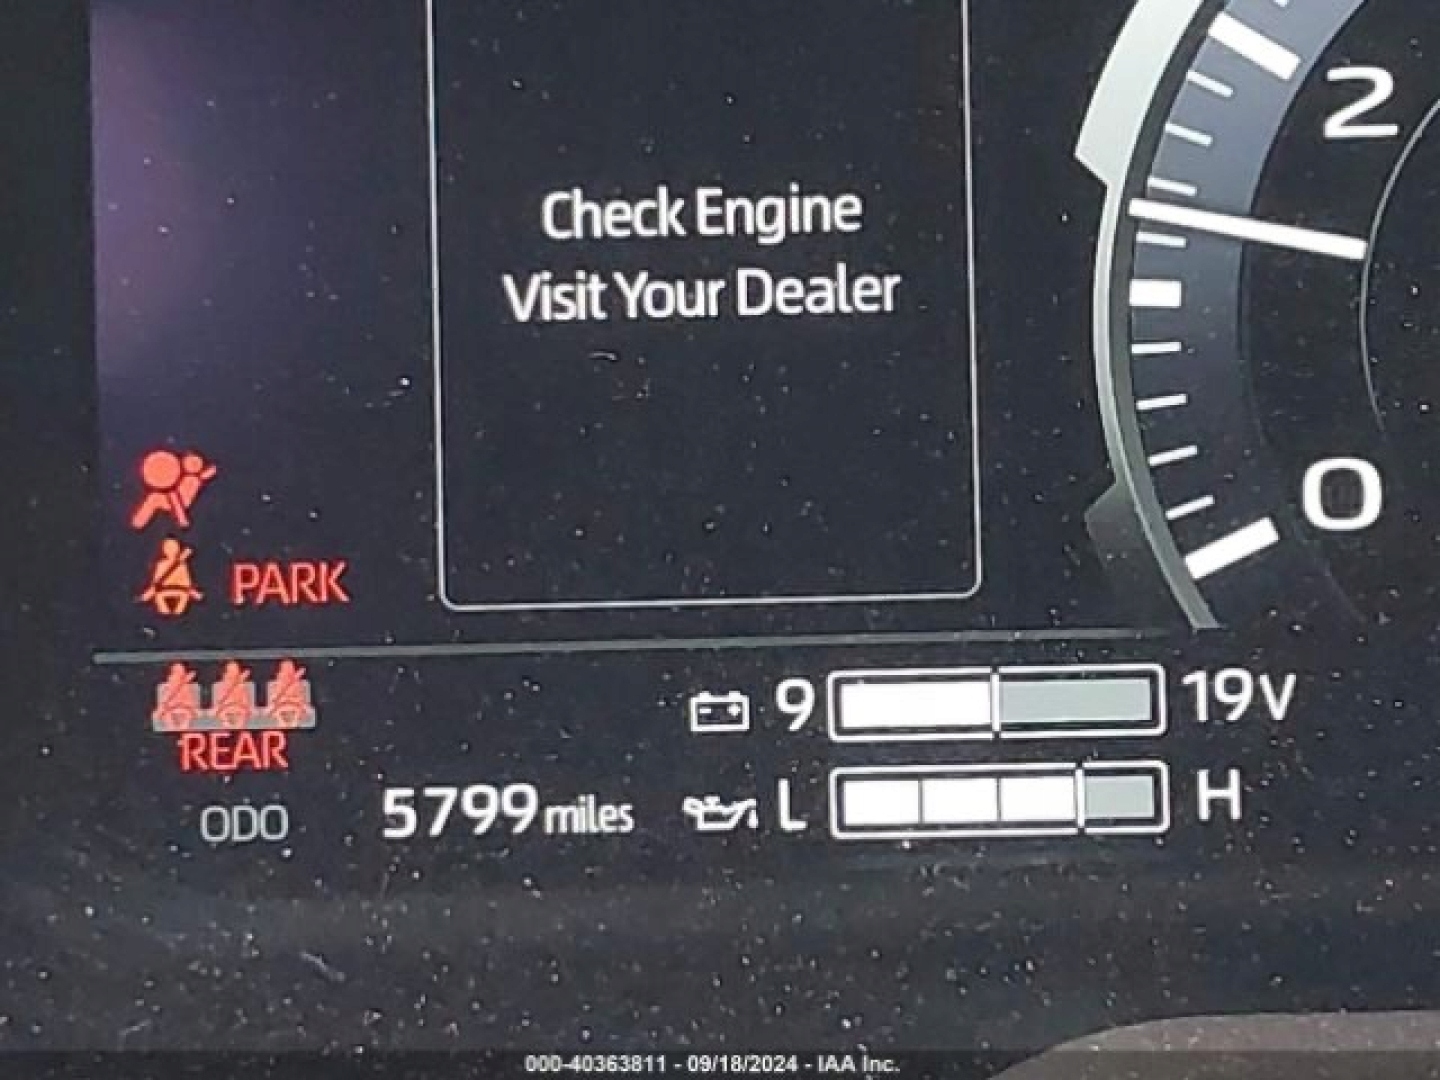 2
Check Engine
Visit Your Dealer
0
PARK
REAR
9 19V
ODO 5799 miles L H
000-40363811 - 09/18/2024 - IAA Inc.